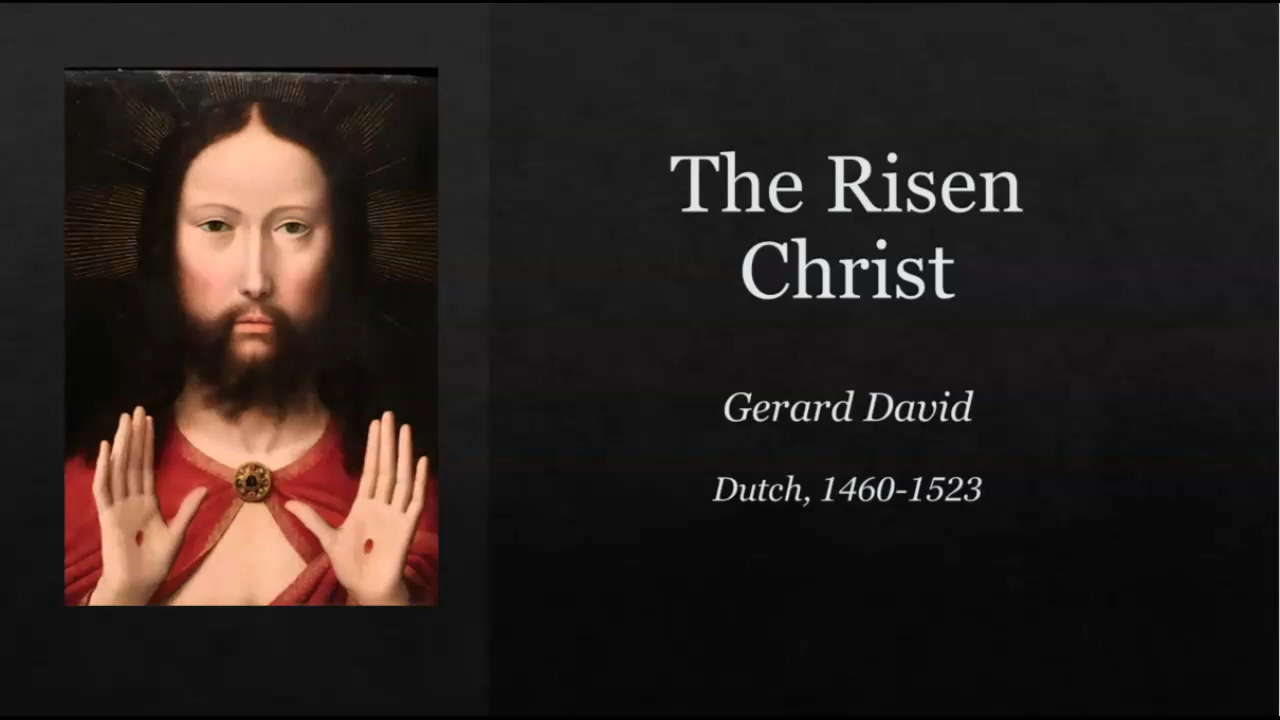 The Risen
Christ
Gerard David
Dutch, 1460-1523